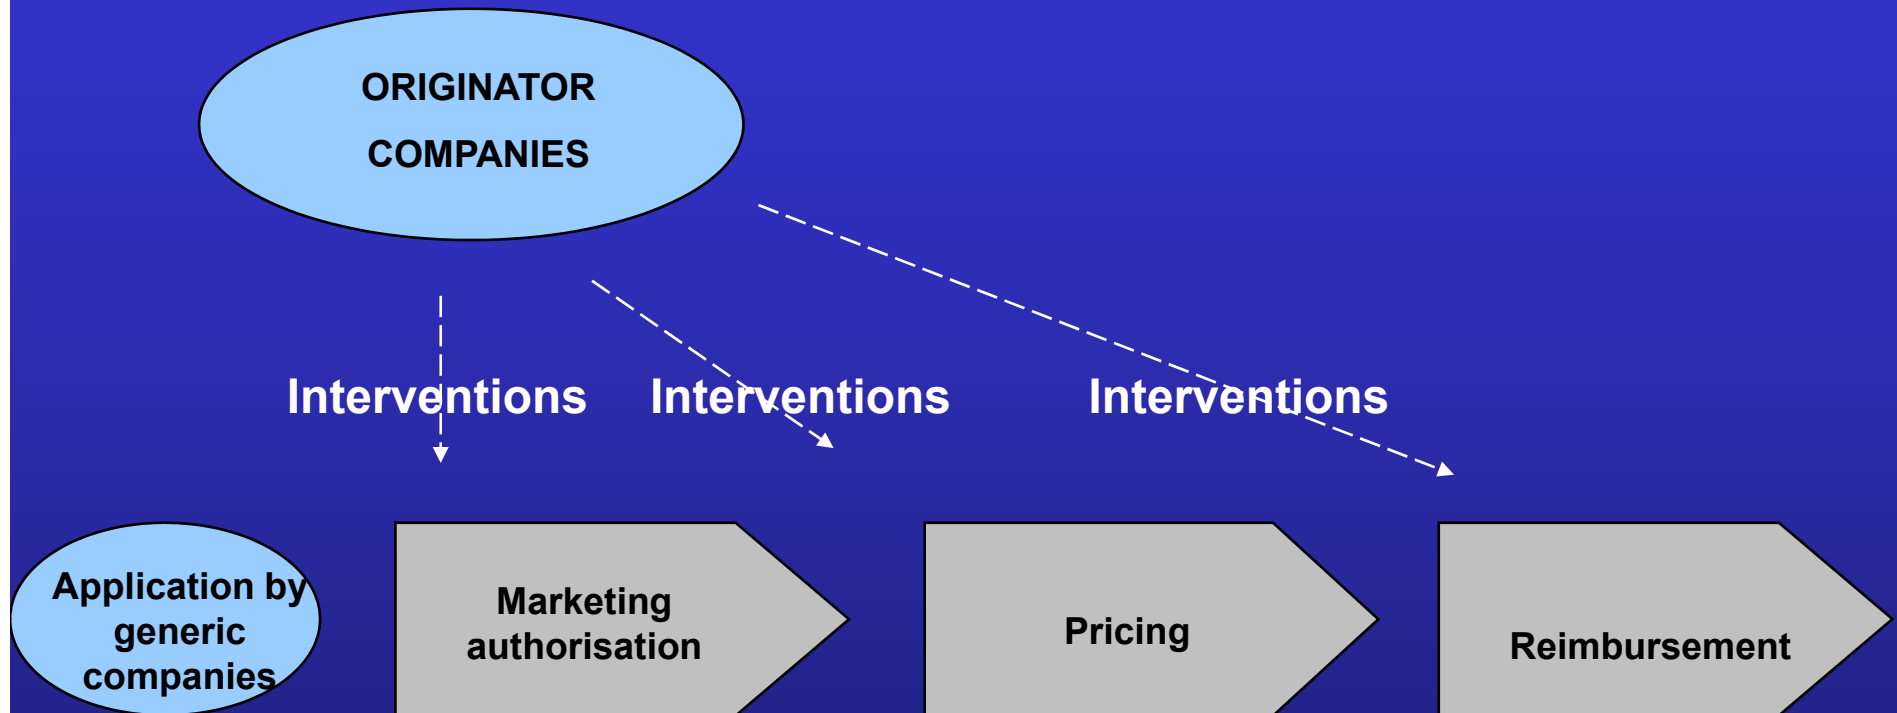 ORIGINATOR
COMPANIES
Interventions
Interventions
Interventions
Application by
generic
companies
Marketing
authorisation
Pricing
Reimbursement